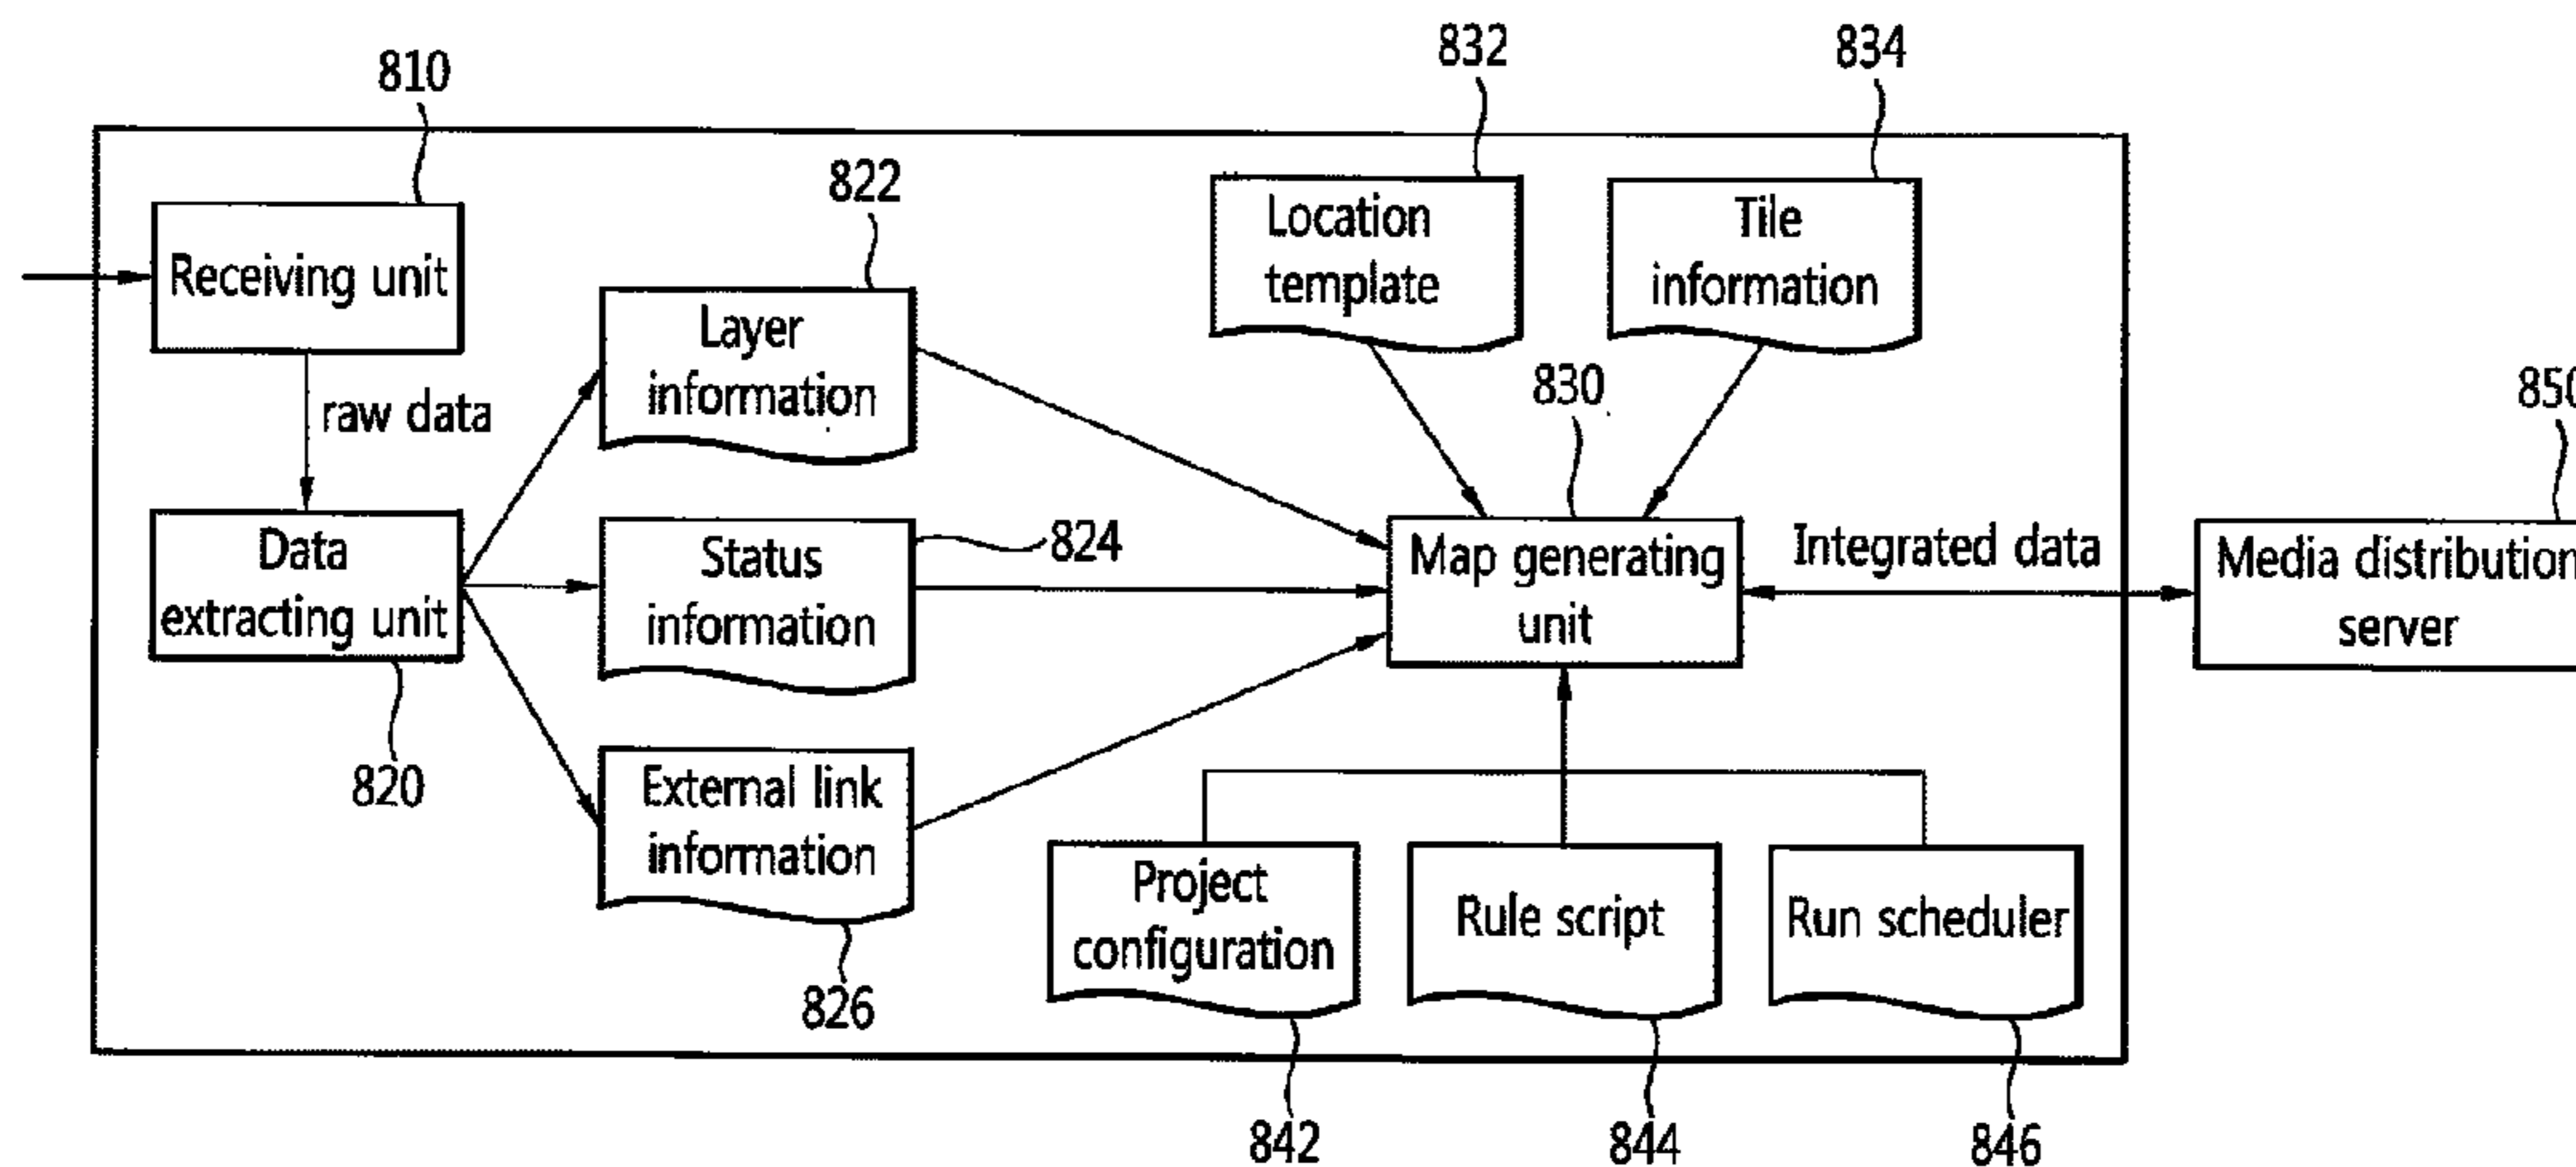 810
832
834
822
Receiving unit
Location
template
Tile
information
Layer
information
830
850
raw data
Data
extracting unit
Status
information
824
Map generating
unit
Integrated data
Media distribution
server
820
External link
information
826
Project
configuration
Rule script
Run scheduler
842
844
846